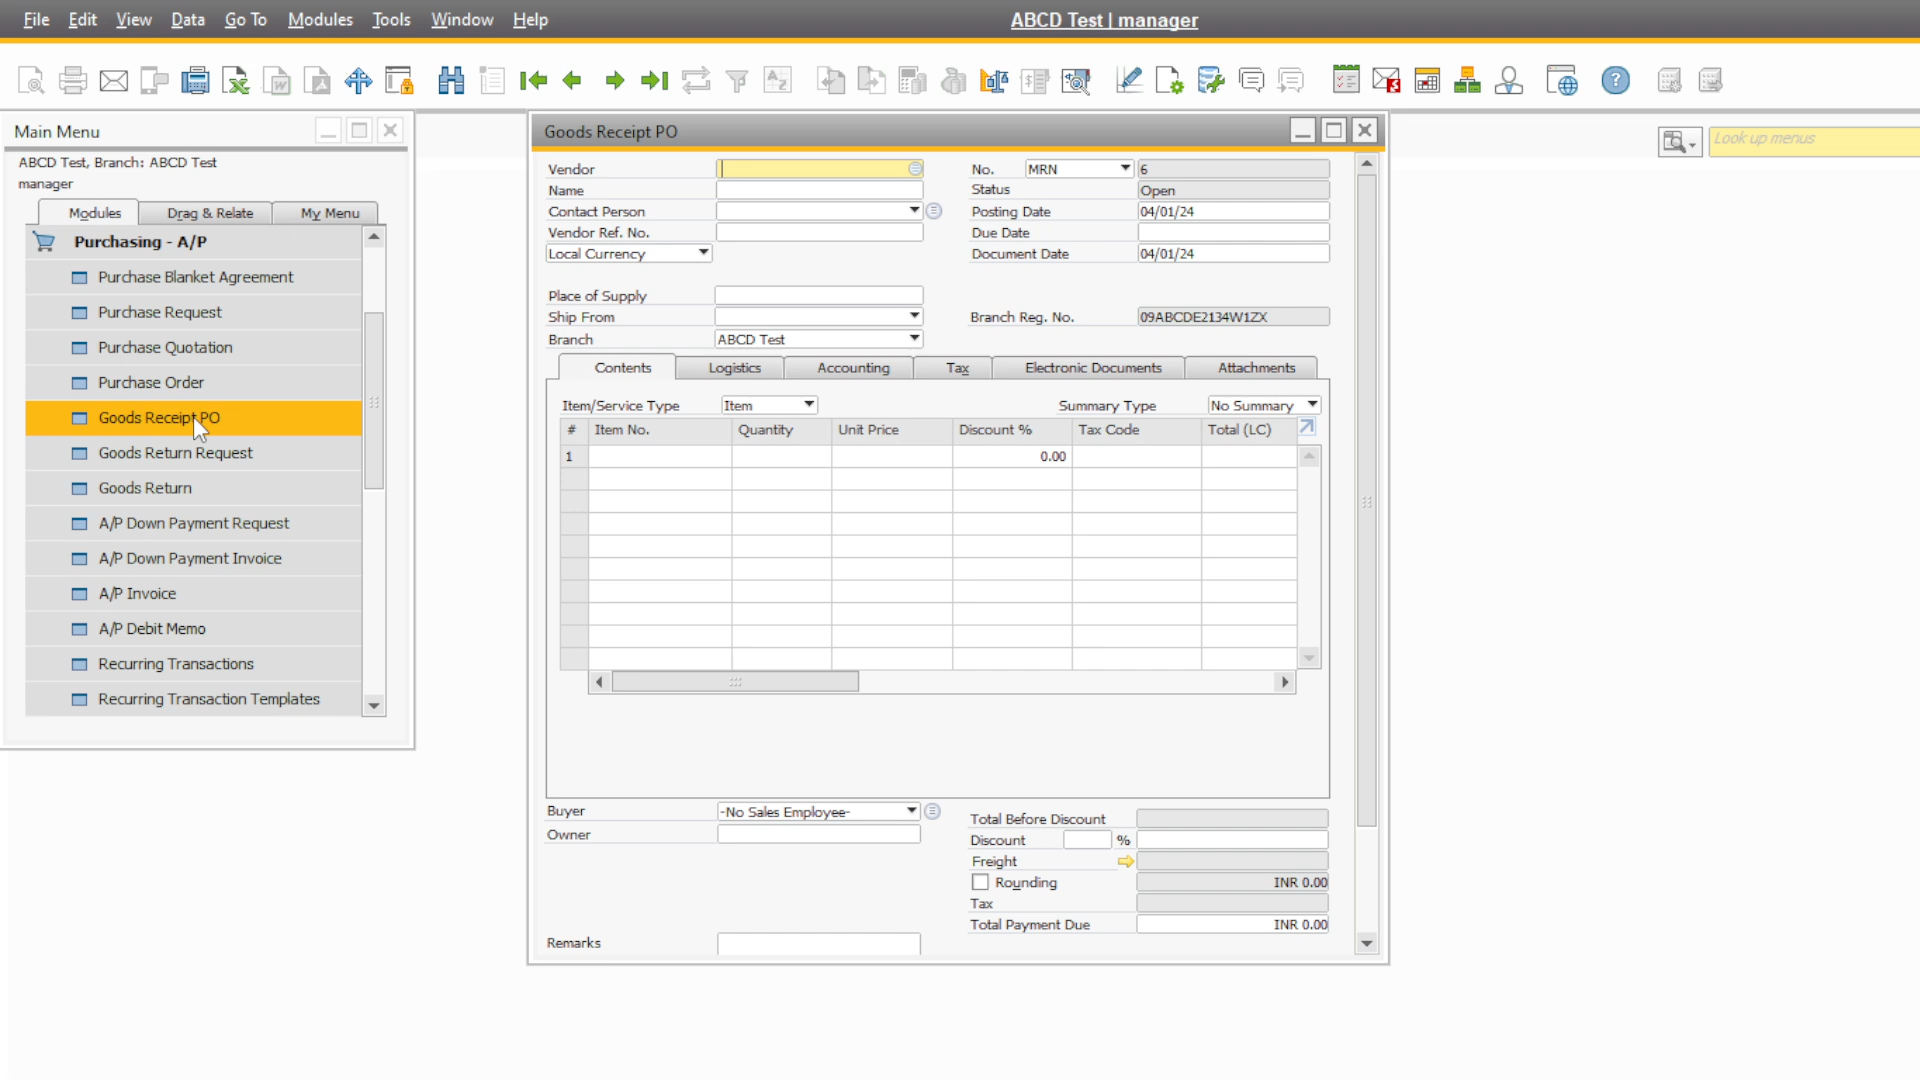 File Edit View Data Go To Modules Tools Window Help
ABCD Test | manager
Look up menus
Main Menu
ABCD Test, Branch: ABCD Test
manager
Modules Drag & Relate My Menu
Purchasing - A/P
Purchase Blanket Agreement
Purchase Request
Purchase Quotation
Purchase Order
Goods Receipt PO
Goods Return Request
Goods Return
A/P Down Payment Request
A/P Down Payment Invoice
A/P Invoice
A/P Debit Memo
Recurring Transactions
Recurring Transaction Templates
Goods Receipt PO
Vendor
Name
Contact Person
Vendor Ref. No.
Local Currency
Place of Supply
Ship From
Branch ABCD Test
No. MRN 6
Status Open
Posting Date 04/01/24
Due Date
Document Date 04/01/24
Branch Reg. No. 09ABCDE2134W1ZX
Contents Logistics Accounting Tax Electronic Documents Attachments
Item/Service Type Item Summary Type No Summary
# Item No. Quantity Unit Price Discount % Tax Code Total (LC)
1 0.00
Buyer -No Sales Employee-
Owner
Remarks
Total Before Discount
Discount %
Freight
Rounding INR 0.00
Tax
Total Payment Due INR 0.00